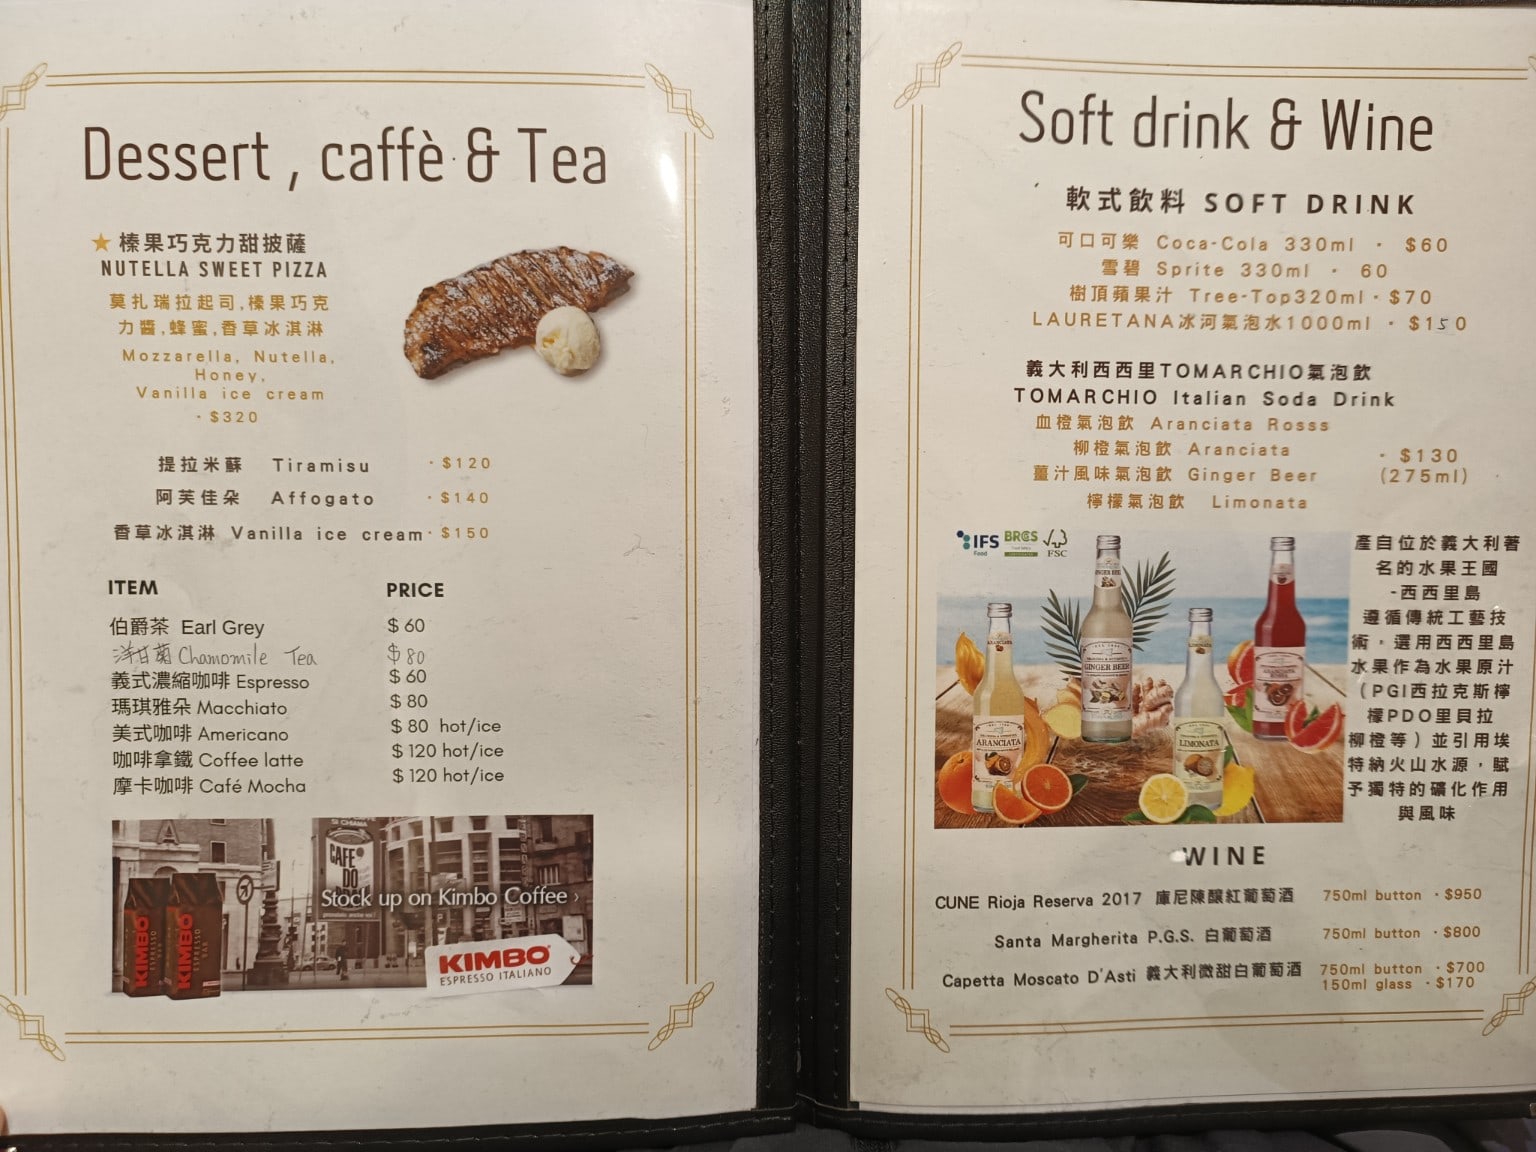 Dessert , caffè & Tea
★ 榛果巧克力甜披薩
NUTELLA SWEET PIZZA
莫扎瑞拉起司,榛果巧克
力醬,蜂蜜,香草冰淇淋
Mozzarella, Nutella,
Honey,
Vanilla ice cream
· $320
提拉米蘇 Tiramisu · $120
阿芙佳朵 Affogato · $140
香草冰淇淋 Vanilla ice cream · $150
ITEM PRICE
伯爵茶 Earl Grey $ 60
洋甘菊 Chamomile Tea $ 80
義式濃縮咖啡 Espresso $ 60
瑪琪雅朵 Macchiato $ 80
美式咖啡 Americano $ 80 hot/ice
咖啡拿鐵 Coffee latte $ 120 hot/ice
摩卡咖啡 Café Mocha $ 120 hot/ice
CAFE
DO
Stock up on Kimbo Coffee ›
KIMBO
ESPRESSO ITALIANO
KIMBO
KIMBO
Soft drink & Wine
軟式飲料 SOFT DRINK
可口可樂 Coca-Cola 330ml · $60
雪碧 Sprite 330ml · 60
樹頂蘋果汁 Tree-Top320ml · $70
LAURETANA冰河氣泡水1000ml · $150
義大利西西里TOMARCHIO氣泡飲
TOMARCHIO Italian Soda Drink
血橙氣泡飲 Aranciata Rosss
柳橙氣泡飲 Aranciata · $130
薑汁風味氣泡飲 Ginger Beer (275ml)
檸檬氣泡飲 Limonata
IFS Food BRCGS FSC
GINGER BEER
ARANCIATA
LIMONATA
產自位於義大利著
名的水果王國
-西西里島
遵循傳統工藝技
術，選用西西里島
水果作為水果原汁
（PGI西拉克斯檸
檬PDO里貝拉
柳橙等）並引用埃
特納火山水源，賦
予獨特的礦化作用
與風味
WINE
CUNE Rioja Reserva 2017 庫尼陳釀紅葡萄酒 750ml button · $950
Santa Margherita P.G.S. 白葡萄酒 750ml button · $800
Capetta Moscato D'Asti 義大利微甜白葡萄酒 750ml button · $700
150ml glass · $170